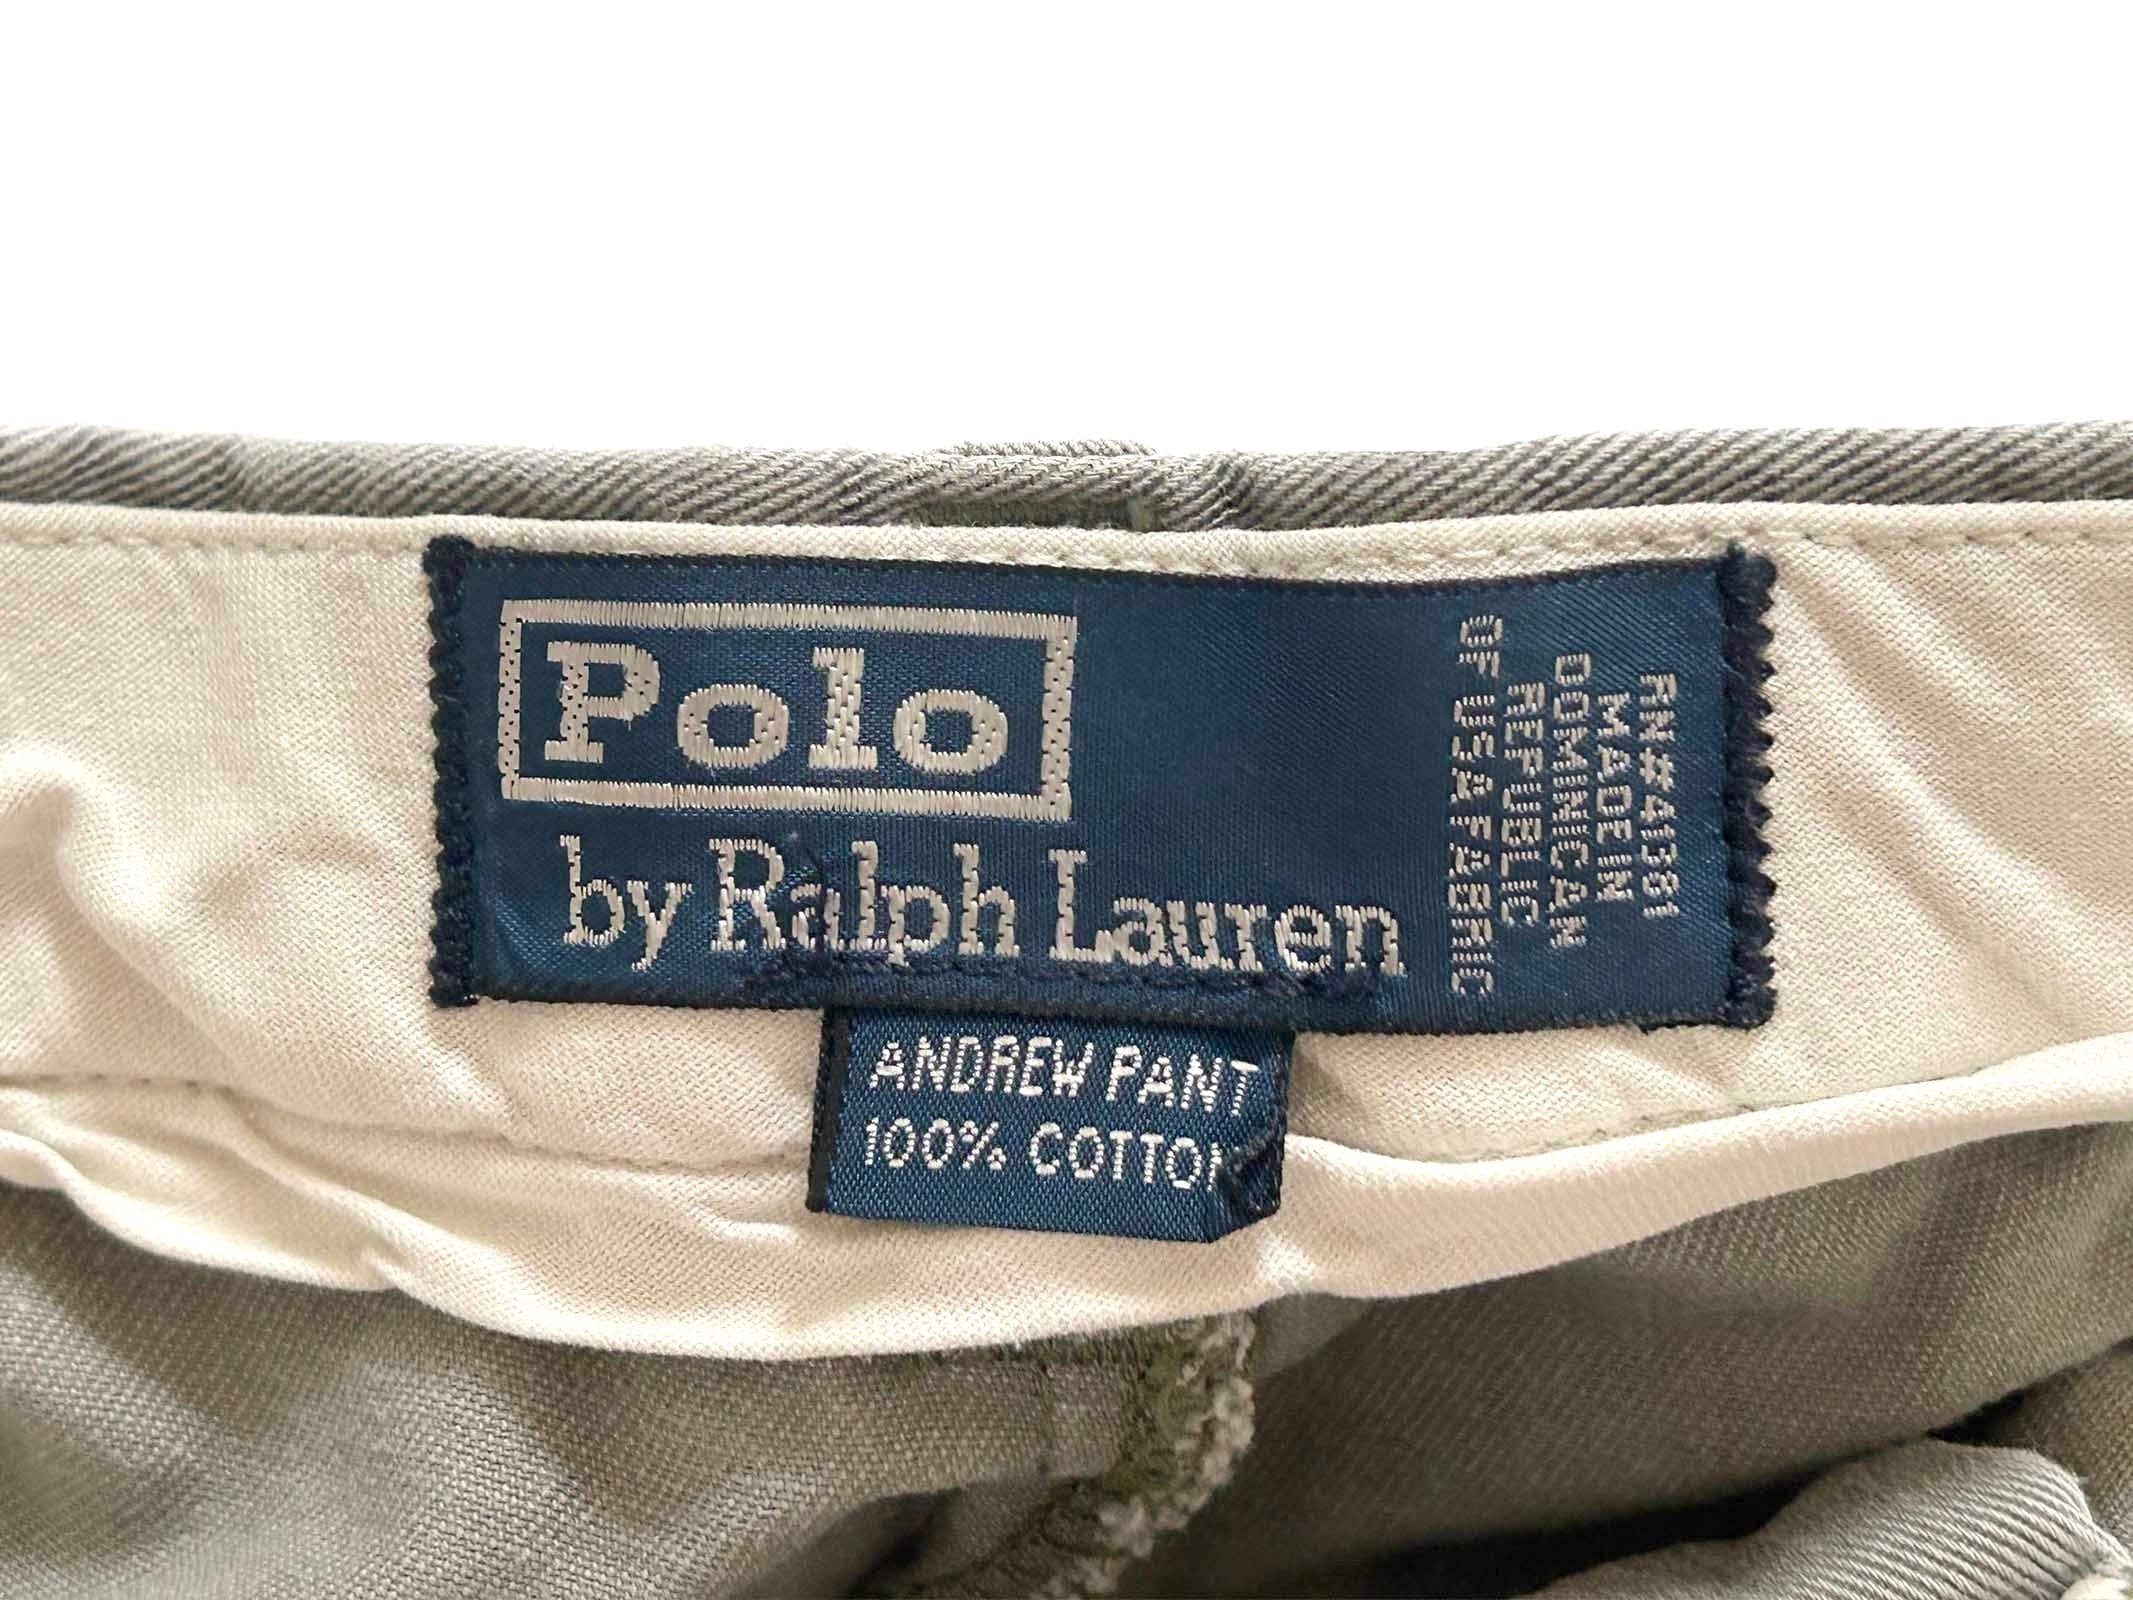 Polo
by Ralph Lauren
RN#41381
MADE IN
DOMINICAN
REPUBLIC
OF USA FABRIC
ANDREW PANT
100% COTTON